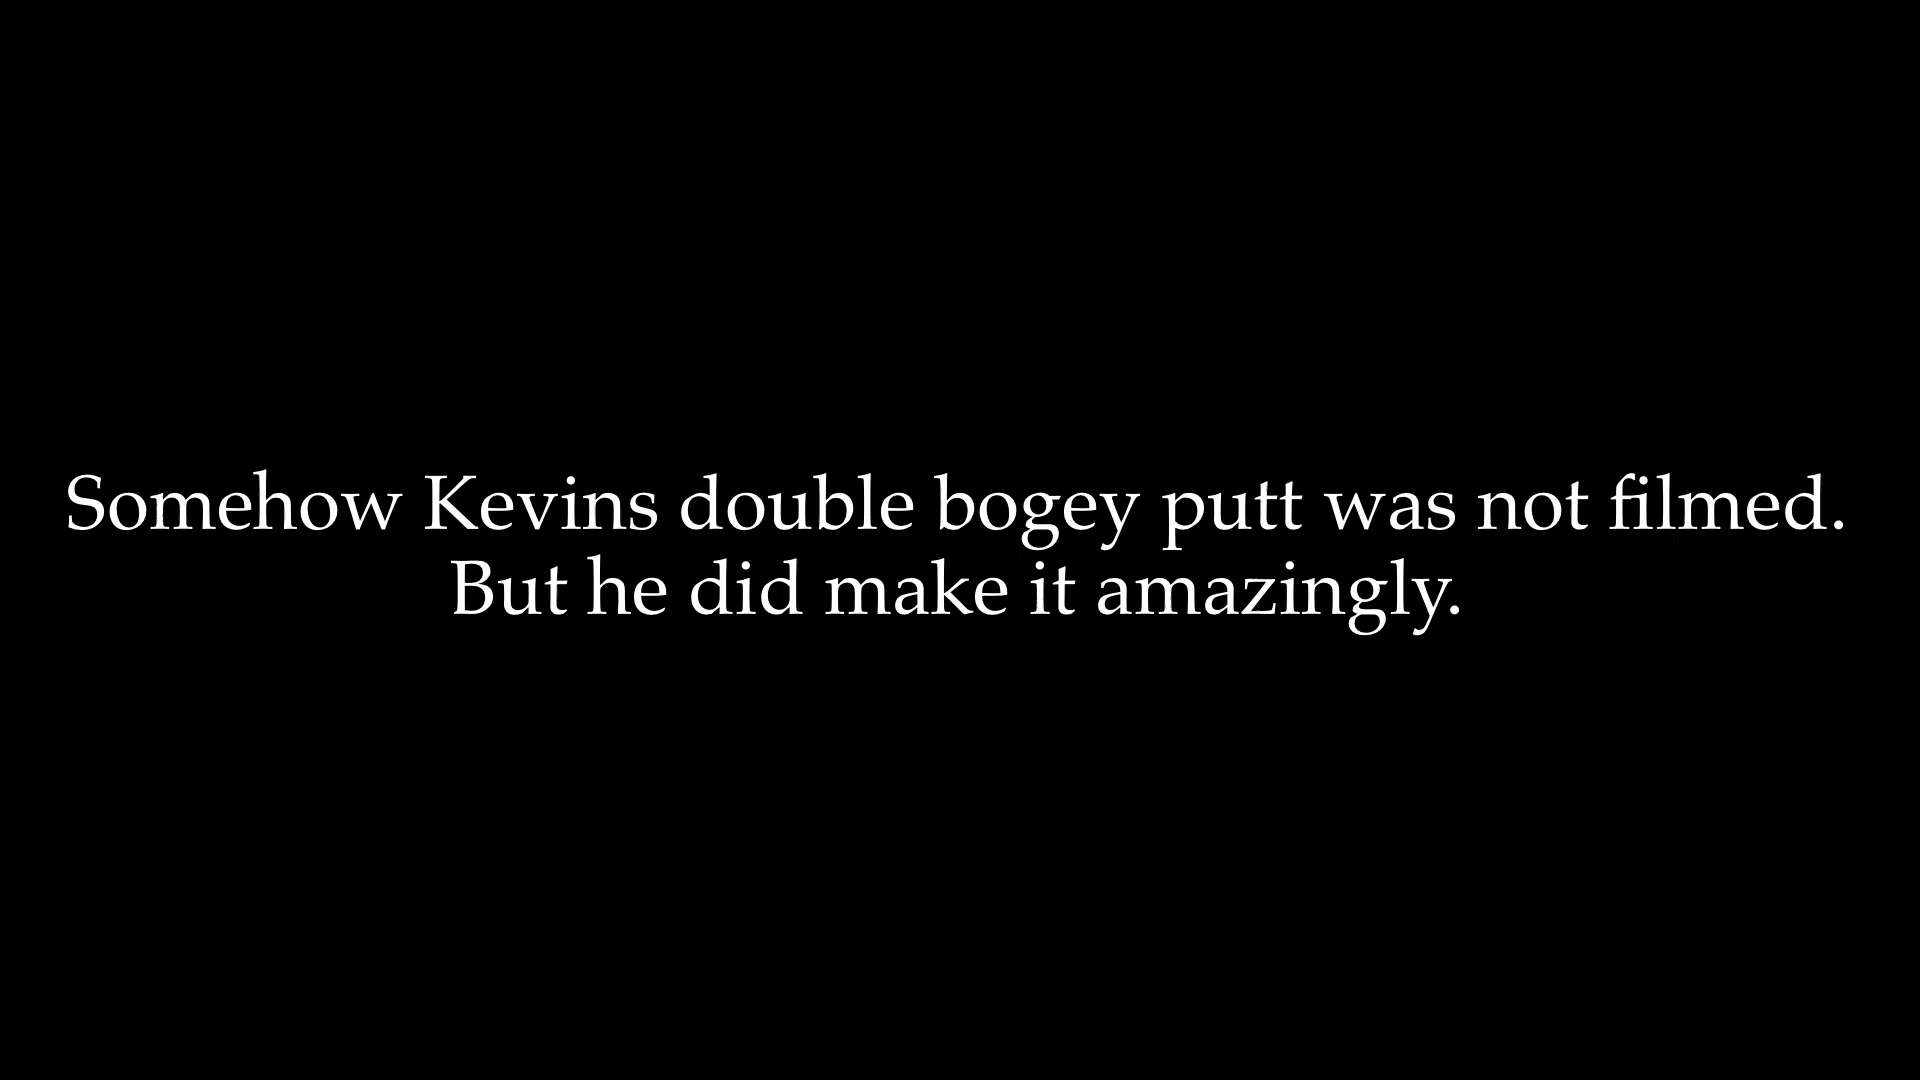 Somehow Kevins double bogey putt was not filmed.
But he did make it amazingly.